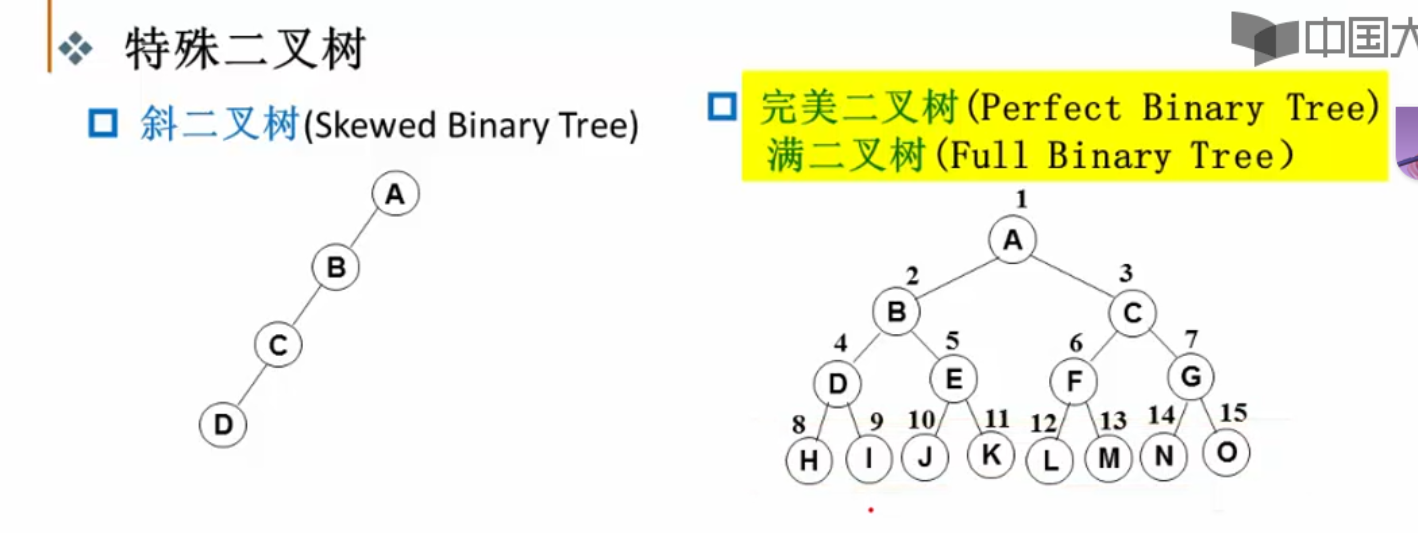 特殊二叉树
中国大
斜二叉树(Skewed Binary Tree)
完美二叉树(Perfect Binary Tree)
满二叉树(Full Binary Tree)
A
B
C
D
1
A
2 3
B C
4 5 6 7
D E F G
8 9 10 11 12 13 14 15
H I J K L M N O